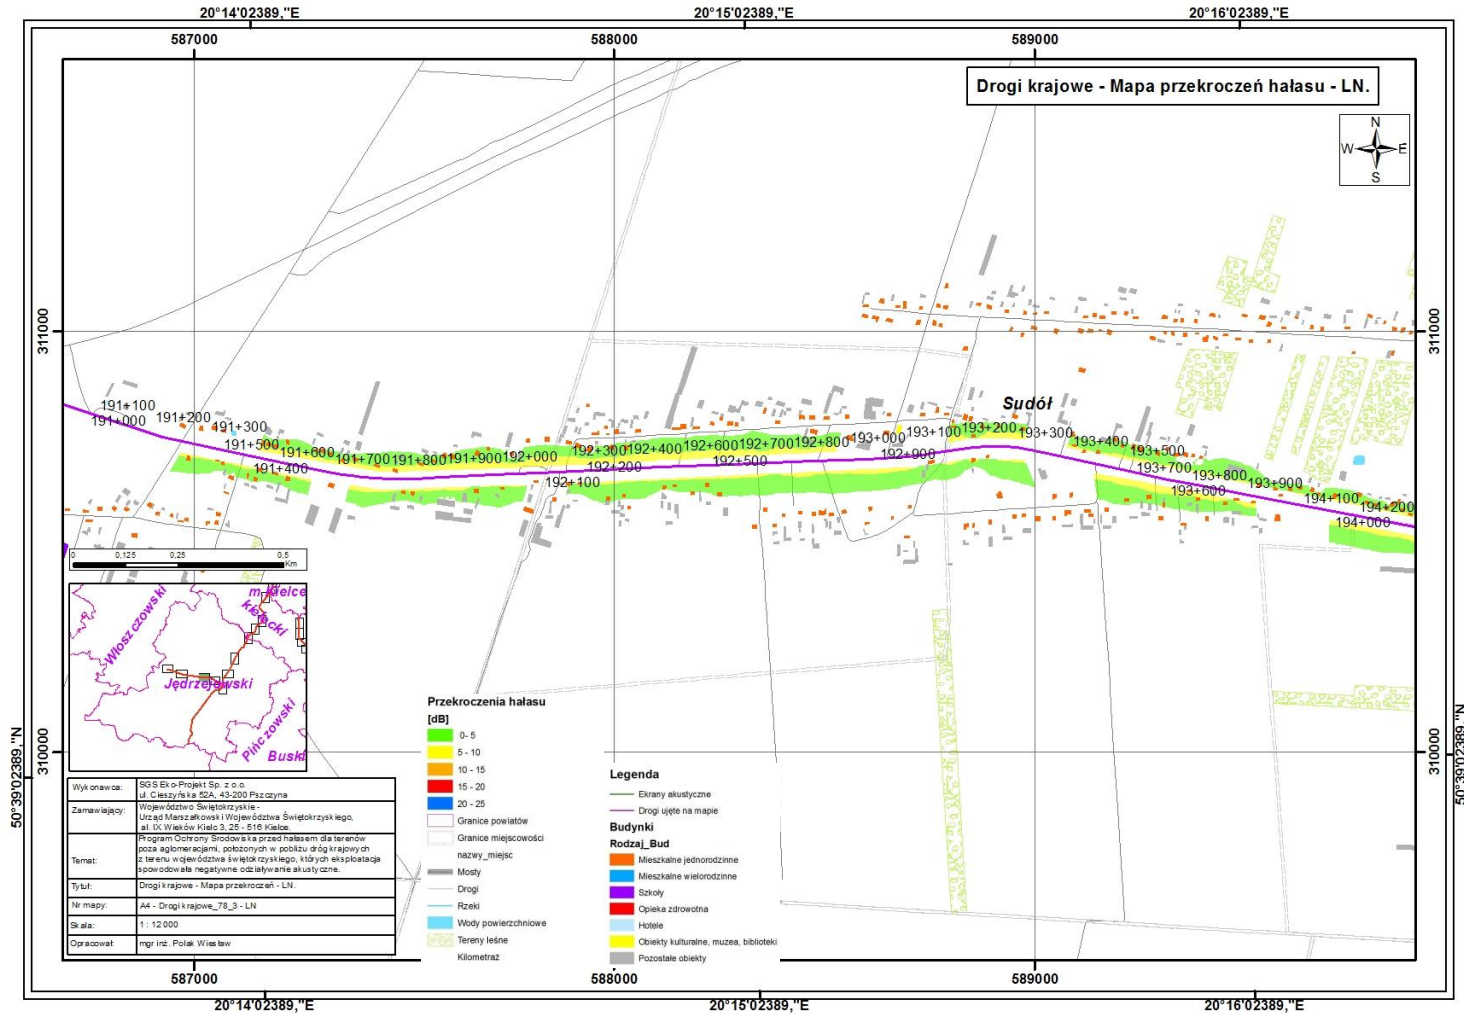 20°14'02389,"E
20°15'02389,"E
20°16'02389,"E
587000
588000
589000
Drogi krajowe - Mapa przekroczeń hałasu - LN.
N
W
E
S
311000
311000
Sudół
191+100
191+000
191+200
191+300
191+500
191+400
191+600
191+700
191+800
191+900
192+000
192+100
192+300
192+200
192+400
192+600
192+500
192+700
192+800
193+000
192+900
193+100
193+200
193+300
193+400
193+500
193+700
193+600
193+800
193+900
194+100
194+000
194+200
0
0,125
0,25
0,5
Km
m. Kielce
kielecki
Włoszczowski
Jędrzejowski
Pińczowski
Buski
310000
310000
50°39'02389,"N
50°39'02389,"N
Wykonawca:
SGS Eko-Projekt Sp. z o.o.
ul. Cieszyńska 52A, 43-200 Pszczyna
Zamawiający:
Województwo Świętokrzyskie -
Urząd Marszałkowski Województwa Świętokrzyskiego,
al. IX Wieków Kielc 3, 25 - 516 Kielce.
Temat:
Program Ochrony Środowiska przed hałasem dla terenów
poza aglomeracjami, położonych w pobliżu dróg krajowych
z terenu województwa świętokrzyskiego, których eksploatacja
spowodowała negatywne oddziaływanie akustyczne.
Tytuł:
Drogi krajowe - Mapa przekroczeń - LN.
Nr mapy:
A4 - Drogi krajowe_78_3 - LN
Skala:
1 : 12 000
Opracował:
mgr inż. Polak Wiesław
Przekroczenia hałasu
[dB]
0- 5
5 - 10
10 - 15
15 - 20
20 - 25
Granice powiatów
Granice miejscowości
nazwy_miejsc
Mosty
Drogi
Rzeki
Wody powierzchniowe
Tereny leśne
Kilometraż
Legenda
Ekrany akustyczne
Drogi ujęte na mapie
Budynki
Rodzaj_Bud
Mieszkalne jednorodzinne
Mieszkalne wielorodzinne
Szkoły
Opieka zdrowotna
Hotele
Obiekty kulturalne, muzea, biblioteki
Pozostałe obiekty
587000
588000
589000
20°14'02389,"E
20°15'02389,"E
20°16'02389,"E